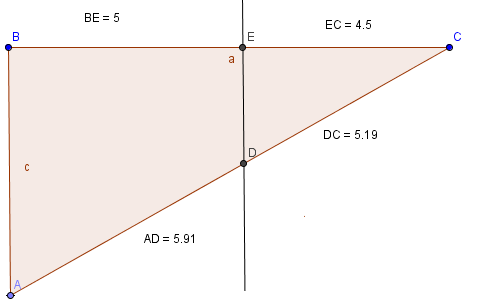 BE = 5
EC = 4.5
B
E
C
a
DC = 5.19
D
c
AD = 5.91
A